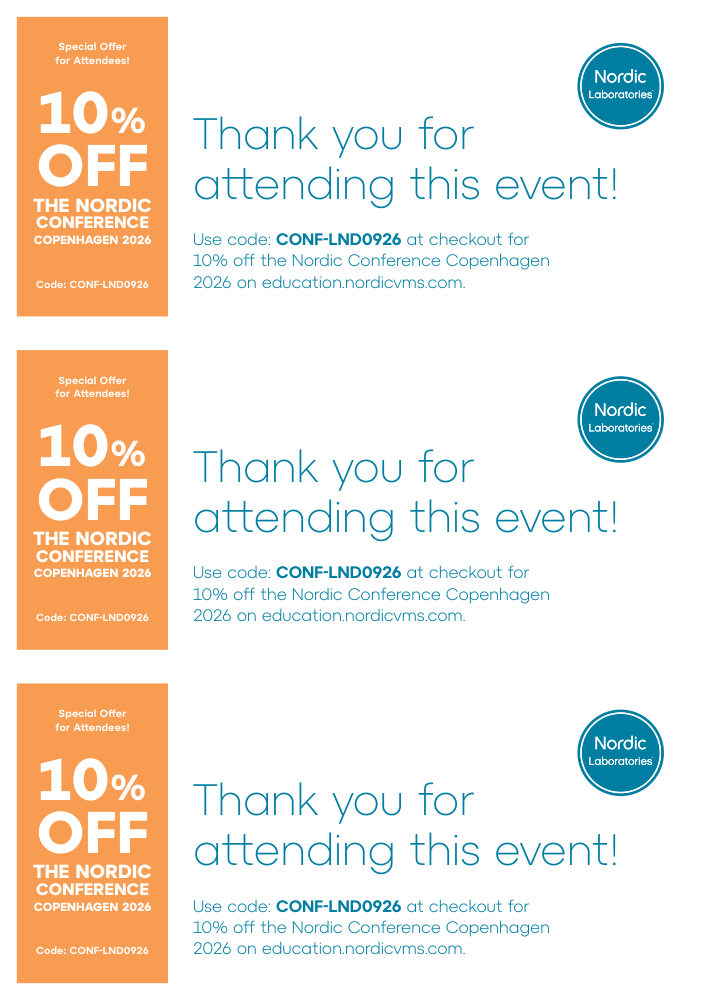 Special Offer
for Attendees!
10%
OFF
THE NORDIC
CONFERENCE
COPENHAGEN 2026
Code: CONF-LND0926
Nordic
Laboratories
Thank you for
attending this event!
Use code: CONF-LND0926 at checkout for
10% off the Nordic Conference Copenhagen
2026 on education.nordicvms.com.
Special Offer
for Attendees!
10%
OFF
THE NORDIC
CONFERENCE
COPENHAGEN 2026
Code: CONF-LND0926
Nordic
Laboratories
Thank you for
attending this event!
Use code: CONF-LND0926 at checkout for
10% off the Nordic Conference Copenhagen
2026 on education.nordicvms.com.
Special Offer
for Attendees!
10%
OFF
THE NORDIC
CONFERENCE
COPENHAGEN 2026
Code: CONF-LND0926
Nordic
Laboratories
Thank you for
attending this event!
Use code: CONF-LND0926 at checkout for
10% off the Nordic Conference Copenhagen
2026 on education.nordicvms.com.